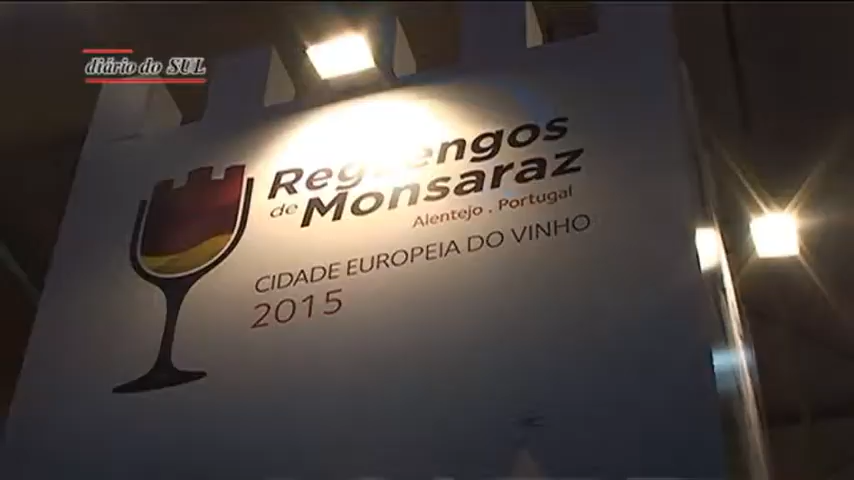 diário do SUL
Reguengos
de Monsaraz
Alentejo . Portugal
CIDADE EUROPEIA DO VINHO
2015